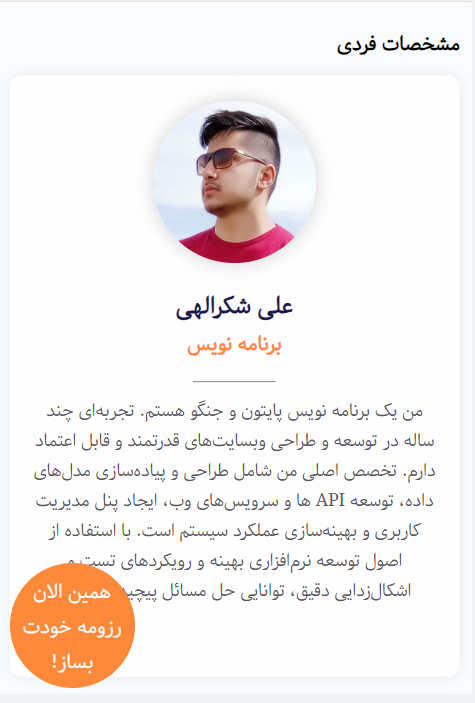 مشخصات فردی
علی شکرالهی
برنامه نویس
من یک برنامه نویس پایتون و جنگو هستم. تجربه‌ای چند
ساله در توسعه و طراحی وبسایت‌های قدرتمند و قابل اعتماد
دارم. تخصص اصلی من شامل طراحی و پیاده‌سازی مدل‌های
داده، توسعه API ها و سرویس‌های وب، ایجاد پنل مدیریت
کاربری و بهینه‌سازی عملکرد سیستم است. با استفاده از
اصول توسعه نرم‌افزاری بهینه و رویکردهای تست و
اشکال‌زدایی دقیق، توانایی حل مسائل
همین الان
رزومه خودت
بساز!